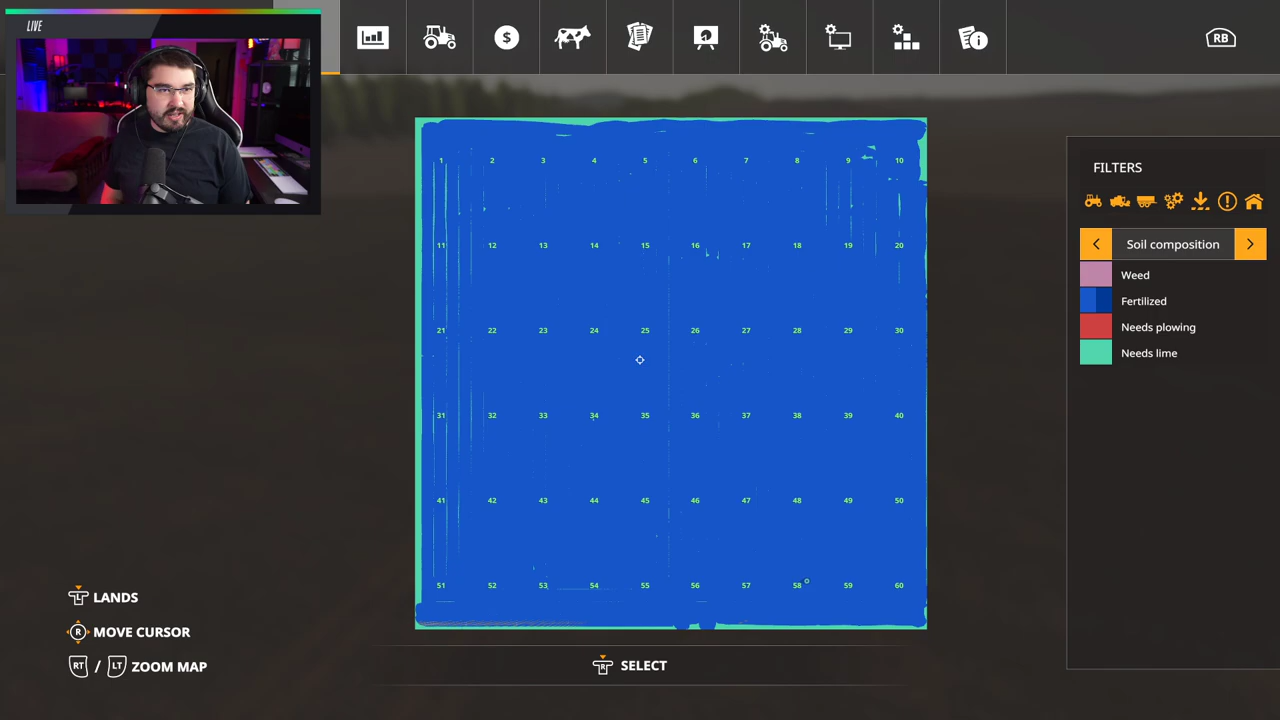 LIVE
$
RB
1 2 3 4 5 6 7 8 9 10
11 12 13 14 15 16 17 18 19 20
21 22 23 24 25 26 27 28 29 30
31 32 33 34 35 36 37 38 39 40
41 42 43 44 45 46 47 48 49 50
51 52 53 54 55 56 57 58 59 60
FILTERS
Soil composition
Weed
Fertilized
Needs plowing
Needs lime
L LANDS
R MOVE CURSOR
RT / LT ZOOM MAP
R SELECT